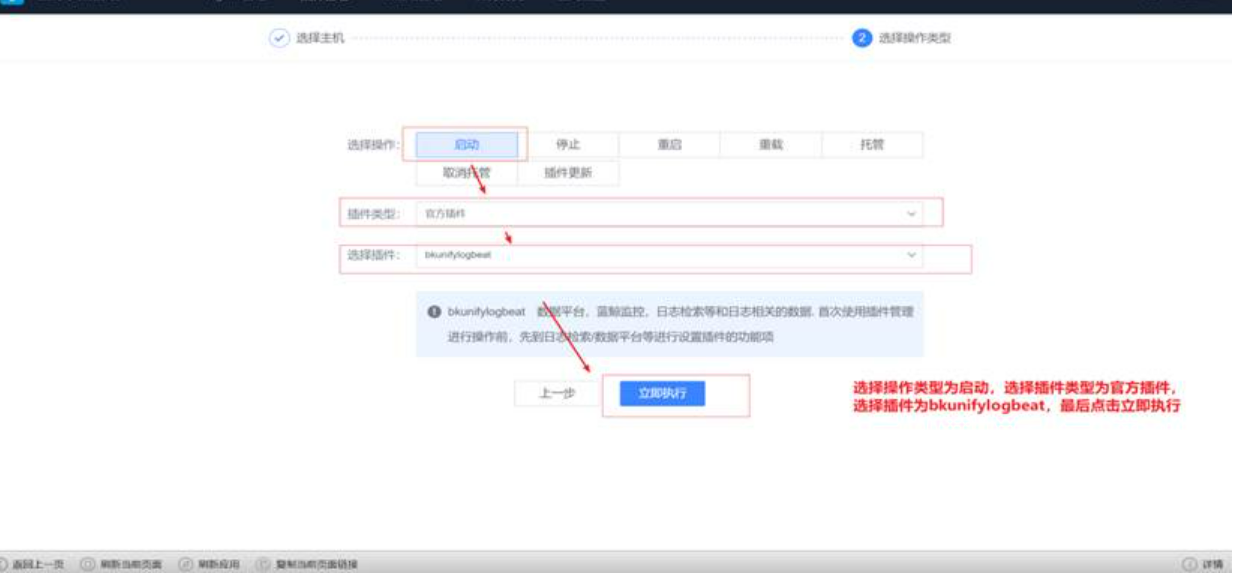 选择主机
2 选择操作类型
选择操作: 启动 停止 重启 重载 托管
取消托管 插件更新
插件类型: 官方插件
选择插件: bkunifylogbeat
bkunifylogbeat 数据平台，蓝鲸监控，日志检索等和日志相关的数据. 首次使用插件管理
进行操作前，先到日志检索/数据平台等进行设置插件的功能项
上一步 立即执行
选择操作类型为启动，选择插件类型为官方插件，
选择插件为bkunifylogbeat，最后点击立即执行
返回上一页 刷新当前页面 刷新应用 复制当前页面链接 详情